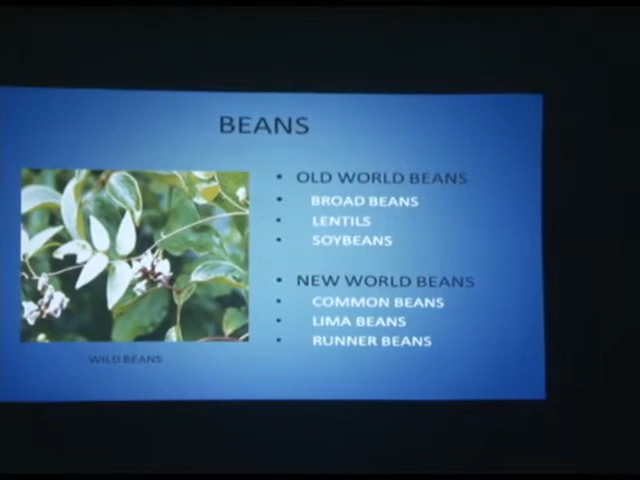 BEANS
• OLD WORLD BEANS
• BROAD BEANS
• LENTILS
• SOYBEANS
• NEW WORLD BEANS
• COMMON BEANS
• LIMA BEANS
• RUNNER BEANS
WILD BEANS